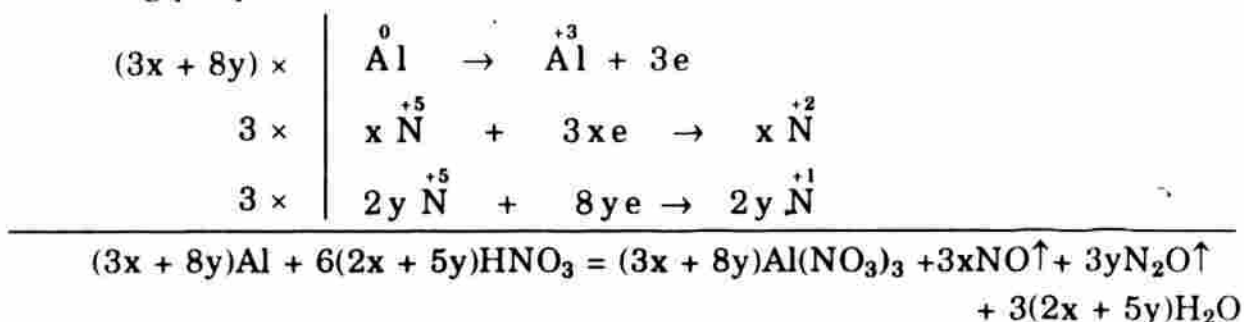 (3x + 8y) × | Al⁰ → Al⁺³ + 3e
3 × | x N⁺⁵ + 3xe → x N⁺²
3 × | 2y N⁺⁵ + 8ye → 2y N⁺¹
(3x + 8y)Al + 6(2x + 5y)HNO₃ = (3x + 8y)Al(NO₃)₃ +3xNO↑+ 3yN₂O↑
+ 3(2x + 5y)H₂O